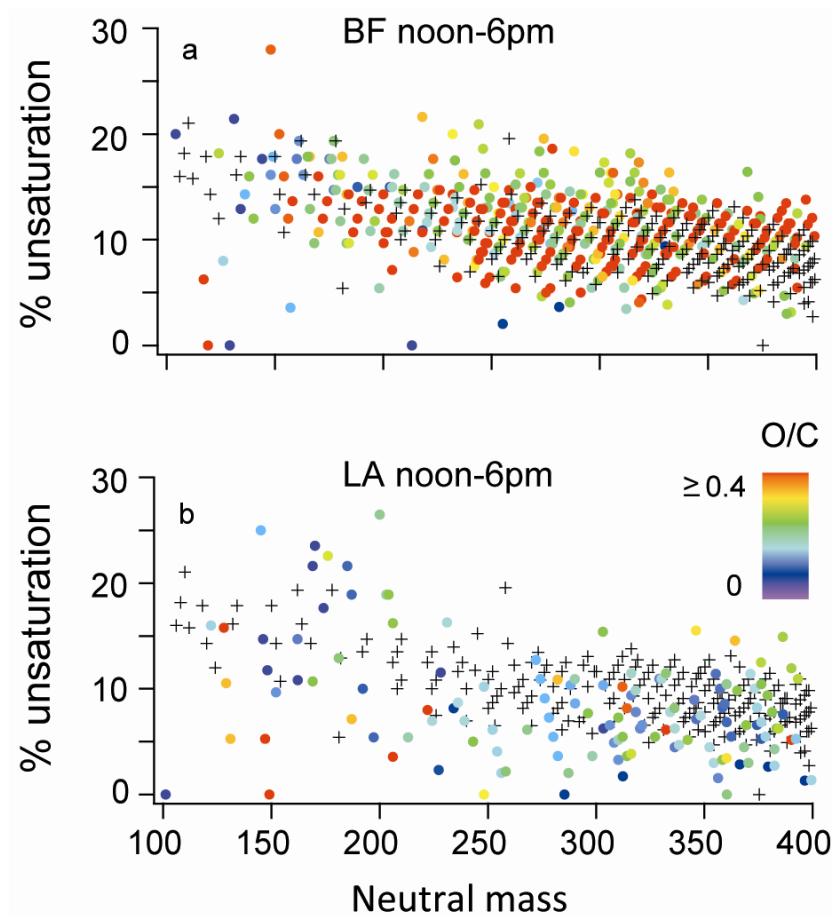 BF noon-6pm
a
30
20
10
0
% unsaturation
LA noon-6pm
b
30
20
10
0
% unsaturation
O/C
≥ 0.4
0
100 150 200 250 300 350 400
Neutral mass